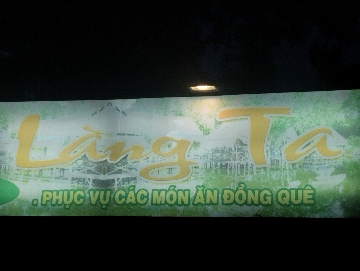 Làng Ta
. PHỤC VỤ CÁC MÓN ĂN ĐỒNG QUÊ